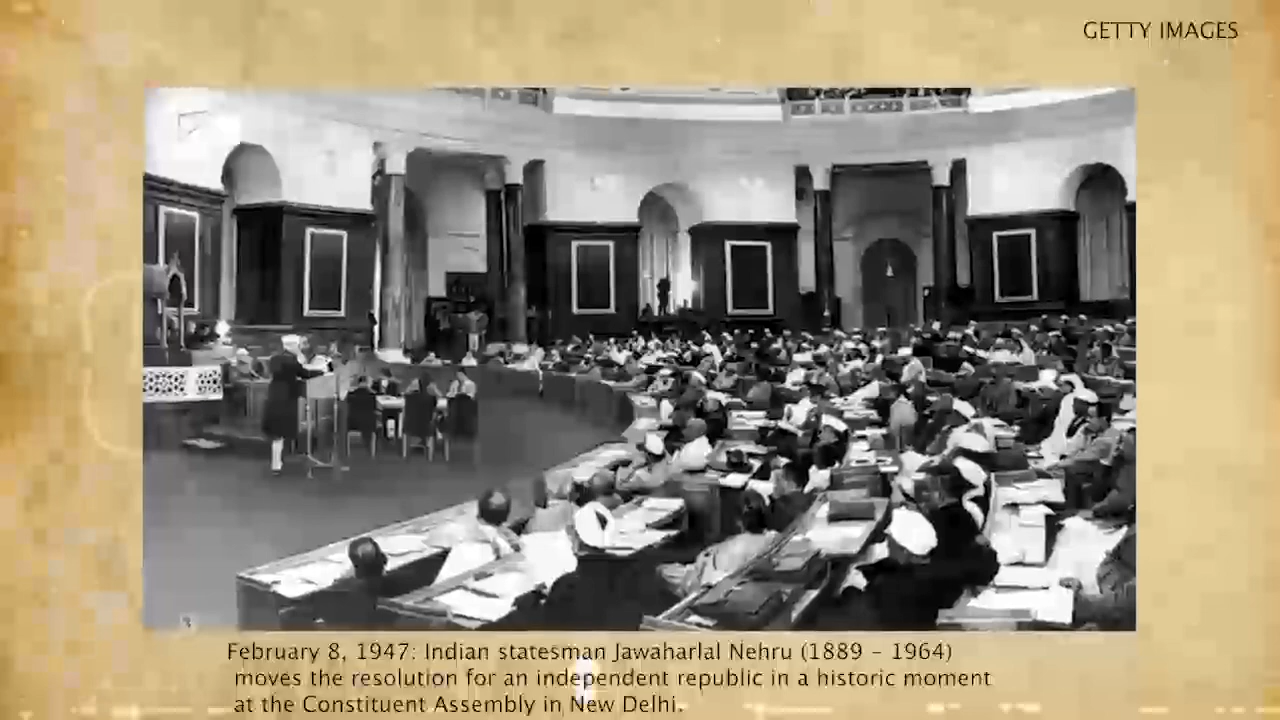 GETTY IMAGES
February 8, 1947: Indian statesman Jawaharlal Nehru (1889 - 1964)
moves the resolution for an independent republic in a historic moment
at the Constituent Assembly in New Delhi.